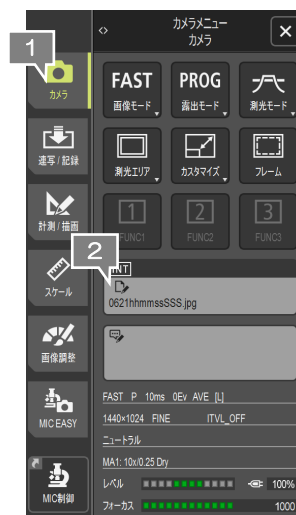 カメラメニュー
カメラ
1
カメラ
FAST
画像モード
PROG
露出モード
測光モード
連写/記録
測光エリア
カスタマイズ
フレーム
計測/描画
1
FUNC1
2
FUNC2
3
FUNC3
2
スケール
INT
0621hhmmssSSS.jpg
画像調整
MIC EASY
FAST P 10ms 0Ev AVE [L]
1440×1024 FINE ITVL_OFF
ニュートラル
MA1: 10x/0.25 Dry
MIC制御
レベル 100%
フォーカス 1000